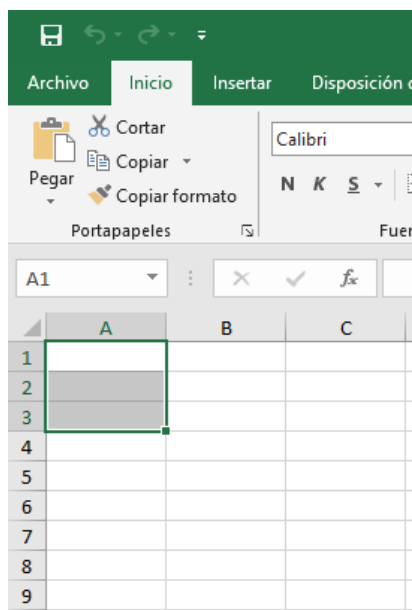 Archivo Inicio Insertar Disposición
Cortar
Calibri
Copiar
Pegar
N K S
Copiar formato
Portapapeles
A1 fx
A B C
1
2
3
4
5
6
7
8
9